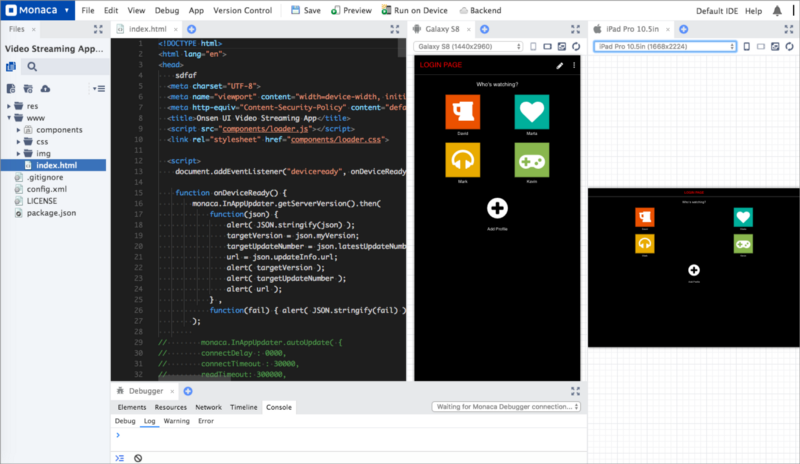 Monaca File Edit View Debug App Version Control Save Preview Run on Device Backend Default IDE Help
Files
Video Streaming App...
res
www
components
css
img
index.html
.gitignore
config.xml
LICENSE
package.json
index.html
1 <!DOCTYPE html>
2 <html lang="en">
3 <head>
4 sdfaf
5 <meta charset="UTF-8">
6 <meta name="viewport" content="width=device-width, initi
7 <meta http-equiv="Content-Security-Policy" content="defa
8 <title>Onsen UI Video Streaming App</title>
9 <script src="components/loader.js"></script>
10 <link rel="stylesheet" href="components/loader.css">
11
12 <script>
13 document.addEventListener("deviceready", onDeviceReady
14
15 function onDeviceReady() {
16 monaca.InAppUpdater.getServerVersion().then(
17 function(json) {
18 alert( JSON.stringify(json) );
19 targetVersion = json.myVersion;
20 targetUpdateNumber = json.latestUpdateNumb
21 url = json.updateInfo.url;
22 alert( targetVersion );
23 alert( targetUpdateNumber );
24 alert( url );
25 } ,
26 function(fail) { alert( JSON.stringify(fail) )
27 );
28
29 // monaca.InAppUpdater.autoUpdate( {
30 // connectDelay : 0000,
31 // connectTimeout : 30000,
32 // readTimeout: 300000,
Galaxy S8
Galaxy S8 (1440x2960)
LOGIN PAGE
Who's watching?
David Marta
Mark Kevin
Add Profile
iPad Pro 10.5in
iPad Pro 10.5in (1668x2224)
Who's watching?
Debugger
Elements Resources Network Timeline Console Waiting for Monaca Debugger connection...
Debug Log Warning Error